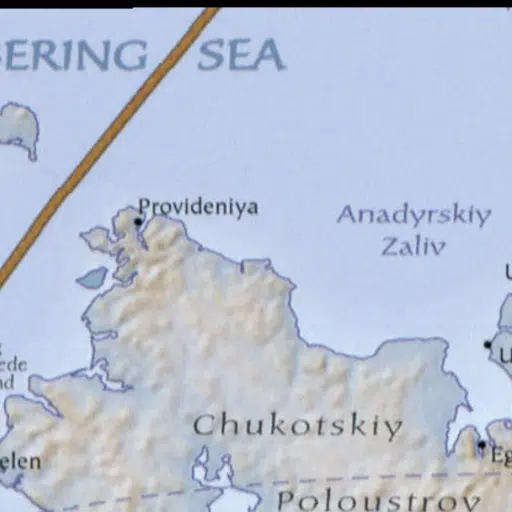 BERING SEA
Provideniya
Anadyrskiy
Zaliv
Chukotskiy
Poloustrov